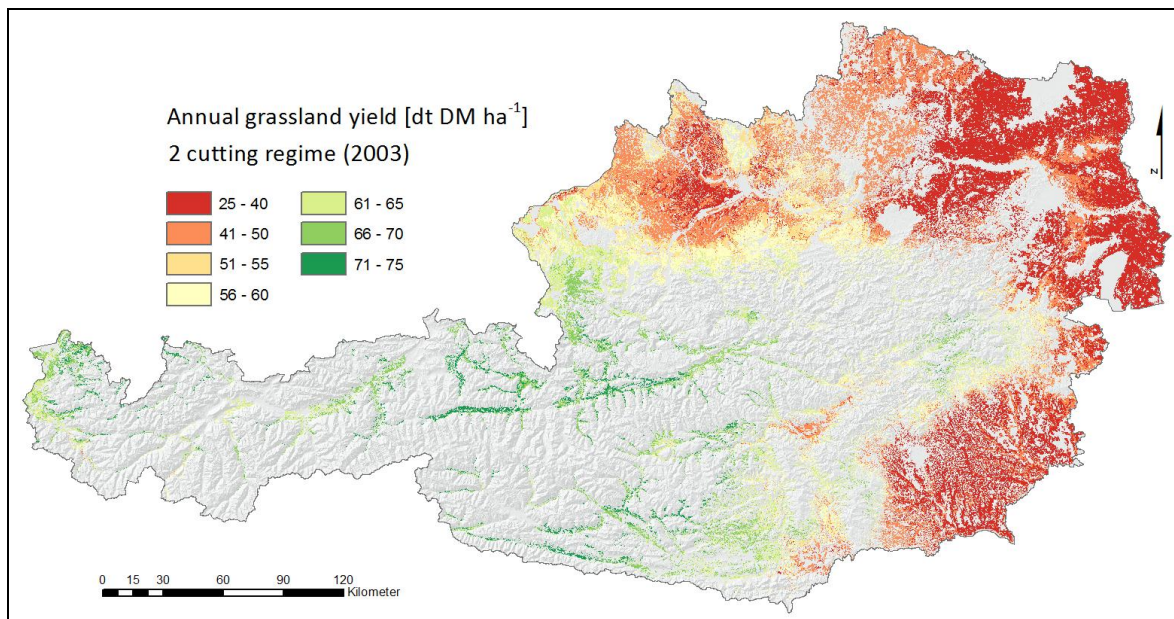 Annual grassland yield [dt DM ha⁻¹]
2 cutting regime (2003)
25 - 40
41 - 50
51 - 55
56 - 60
61 - 65
66 - 70
71 - 75
N
0 15 30 60 90 120
Kilometer